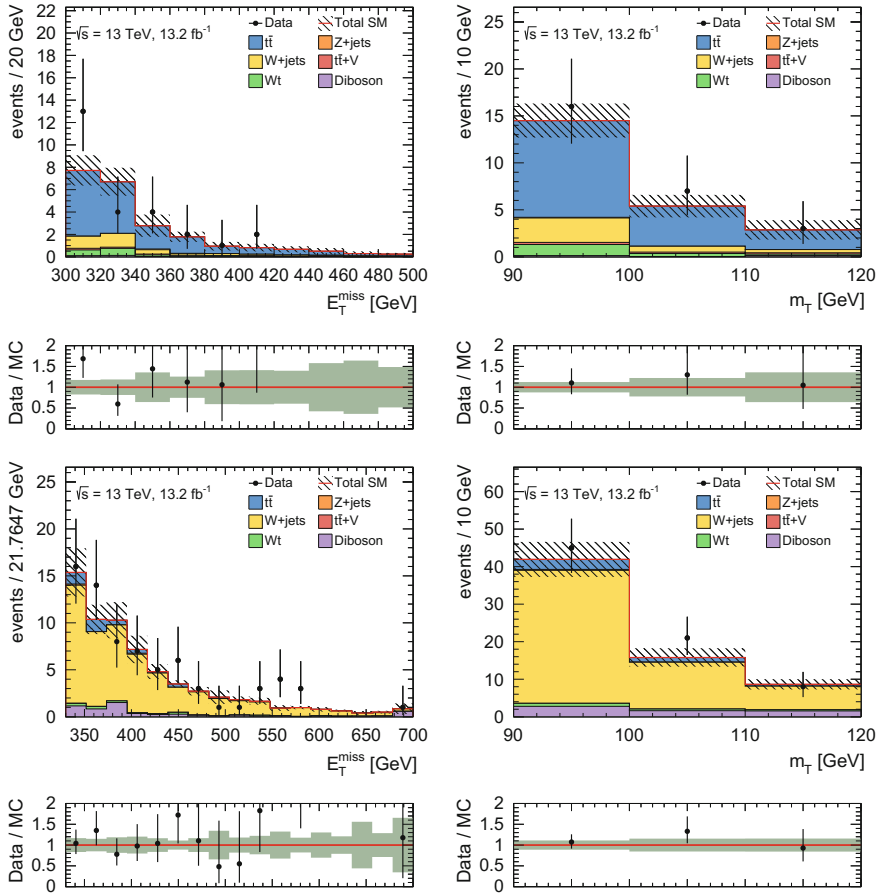 events / 20 GeV
22
20
18
16
14
12
10
8
6
4
2
0
√s = 13 TeV, 13.2 fb⁻¹
Data
Total SM
tt̄
Z+jets
W+jets
tt̄+V
Wt
Diboson
300 320 340 360 380 400 420 440 460 480 500
E_T^miss [GeV]
Data / MC
2
1.5
1
0.5
0
events / 10 GeV
25
20
15
10
5
0
√s = 13 TeV, 13.2 fb⁻¹
Data
Total SM
tt̄
Z+jets
W+jets
tt̄+V
Wt
Diboson
90 100 110 120
m_T [GeV]
Data / MC
2
1.5
1
0.5
0
events / 21.7647 GeV
25
20
15
10
5
0
√s = 13 TeV, 13.2 fb⁻¹
Data
Total SM
tt̄
Z+jets
W+jets
tt̄+V
Wt
Diboson
350 400 450 500 550 600 650 700
E_T^miss [GeV]
Data / MC
2
1.5
1
0.5
0
events / 10 GeV
60
50
40
30
20
10
0
√s = 13 TeV, 13.2 fb⁻¹
Data
Total SM
tt̄
Z+jets
W+jets
tt̄+V
Wt
Diboson
90 100 110 120
m_T [GeV]
Data / MC
2
1.5
1
0.5
0